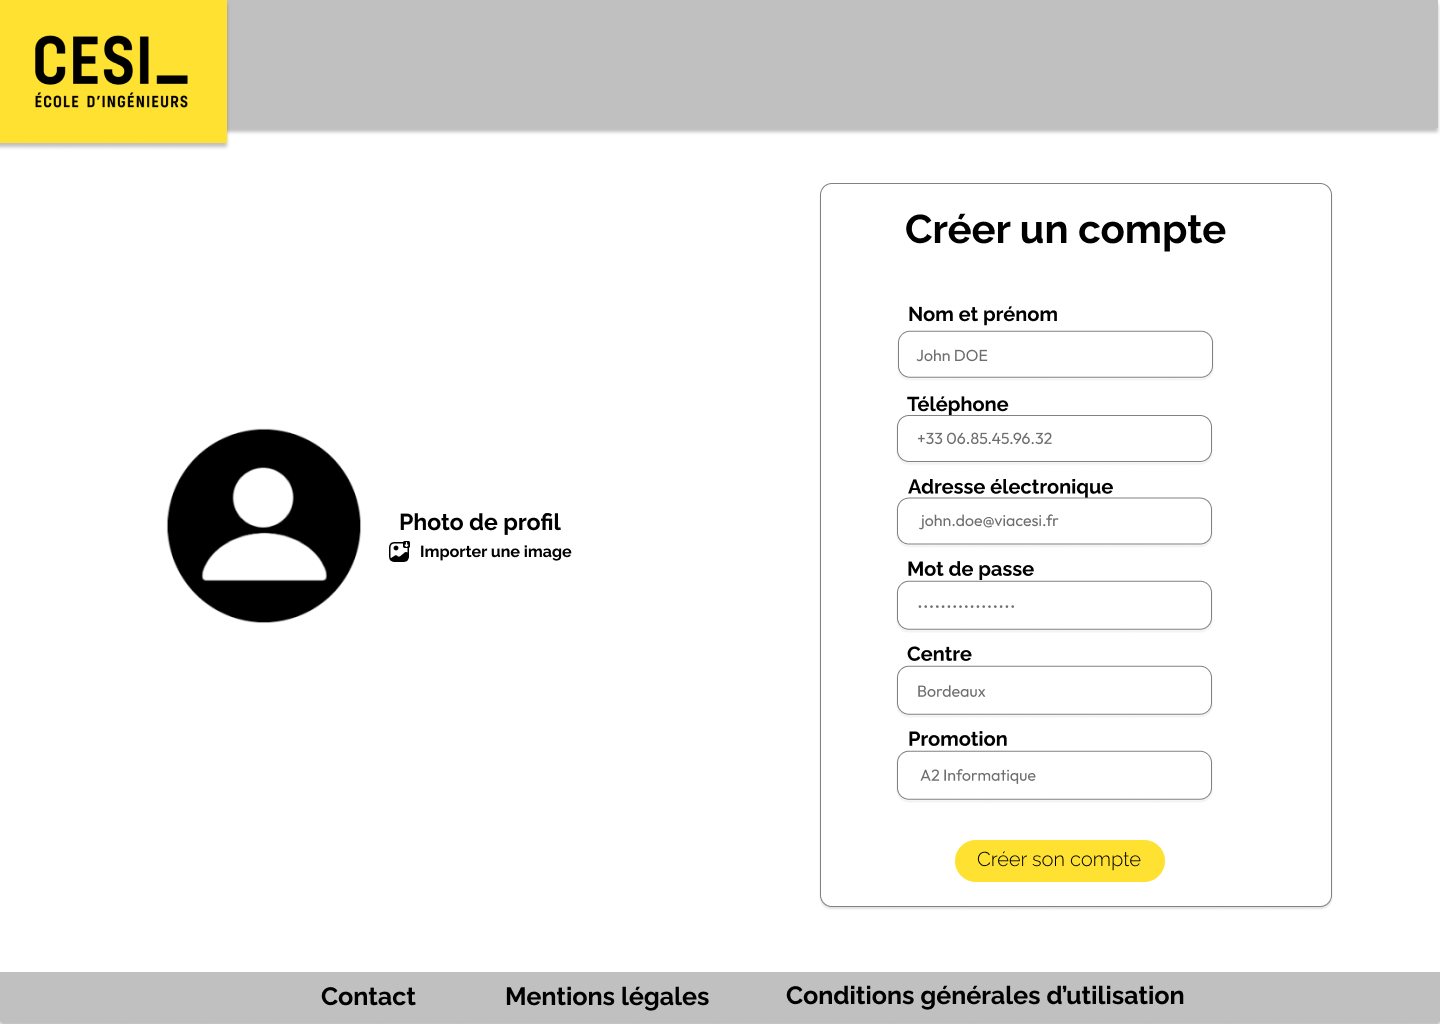 CESI_
ÉCOLE D'INGÉNIEURS
Photo de profil
Importer une image
Créer un compte
Nom et prénom
John DOE
Téléphone
+33 06.85.45.96.32
Adresse électronique
john.doe@viacesi.fr
Mot de passe
.................
Centre
Bordeaux
Promotion
A2 Informatique
Créer son compte
Contact
Mentions légales
Conditions générales d’utilisation